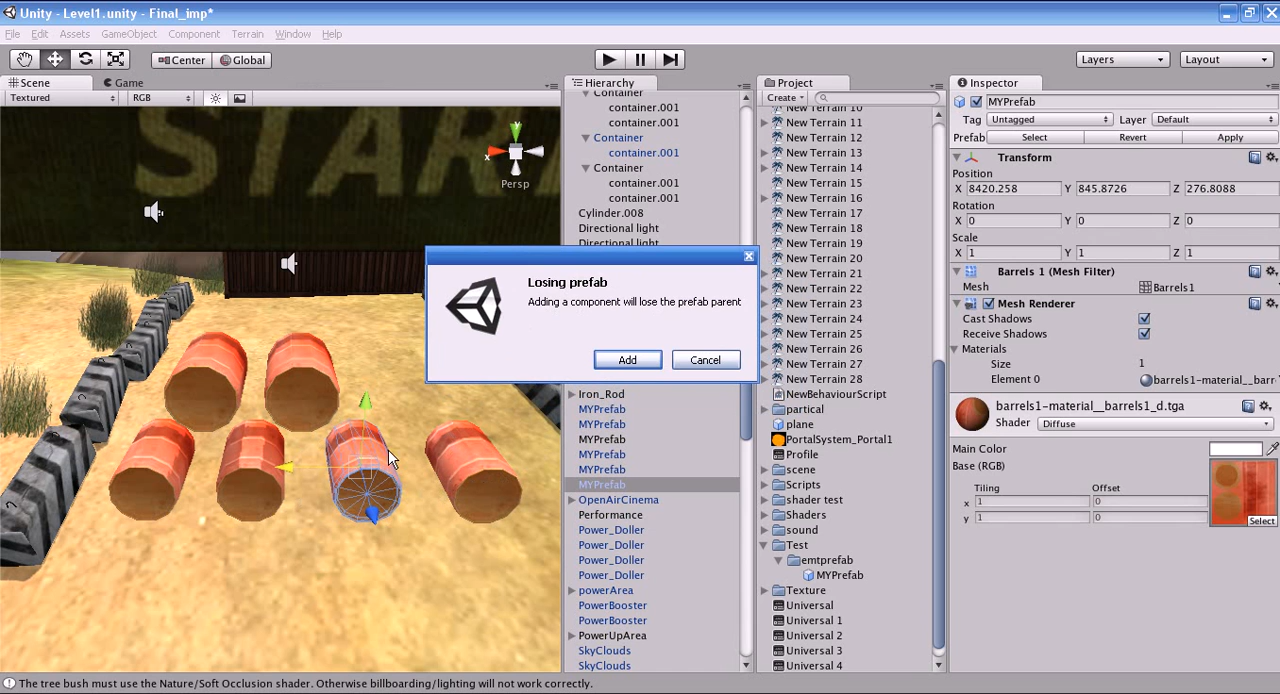 Unity - Level1.unity - Final_imp*
File Edit Assets GameObject Component Terrain Window Help
Center Global Layers Layout
Scene Game
Textured RGB
START
x y
Persp
Hierarchy
Container
container.001
container.001
Container
container.001
Container
container.001
container.001
Cylinder.008
Directional light
Directional light
Iron_Rod
MYPrefab
MYPrefab
MYPrefab
MYPrefab
MYPrefab
MYPrefab
OpenAirCinema
Performance
Power_Doller
Power_Doller
Power_Doller
Power_Doller
powerArea
PowerBooster
PowerBooster
PowerUpArea
SkyClouds
SkyClouds
Losing prefab
Adding a component will lose the prefab parent
Add Cancel
Project
Create
New Terrain 10
New Terrain 11
New Terrain 12
New Terrain 13
New Terrain 14
New Terrain 15
New Terrain 16
New Terrain 17
New Terrain 18
New Terrain 19
New Terrain 20
New Terrain 21
New Terrain 22
New Terrain 23
New Terrain 24
New Terrain 25
New Terrain 26
New Terrain 27
New Terrain 28
NewBehaviourScript
partical
plane
PortalSystem_Portal1
Profile
scene
Scripts
shader test
Shaders
sound
Test
emtprefab
MYPrefab
Texture
Universal
Universal 1
Universal 2
Universal 3
Universal 4
Inspector
MYPrefab
Tag Untagged Layer Default
Prefab Select Revert Apply
Transform
Position
X 8420.258 Y 845.8726 Z 276.8088
Rotation
X 0 Y 0 Z 0
Scale
X 1 Y 1 Z 1
Barrels 1 (Mesh Filter)
Mesh Barrels1
Mesh Renderer
Cast Shadows
Receive Shadows
Materials
Size 1
Element 0 barrels1-material__barr
barrels1-material__barrels1_d.tga
Shader Diffuse
Main Color
Base (RGB)
Tiling Offset
x 1 0
y 1 0
Select
The tree bush must use the Nature/Soft Occlusion shader. Otherwise billboarding/lighting will not work correctly.